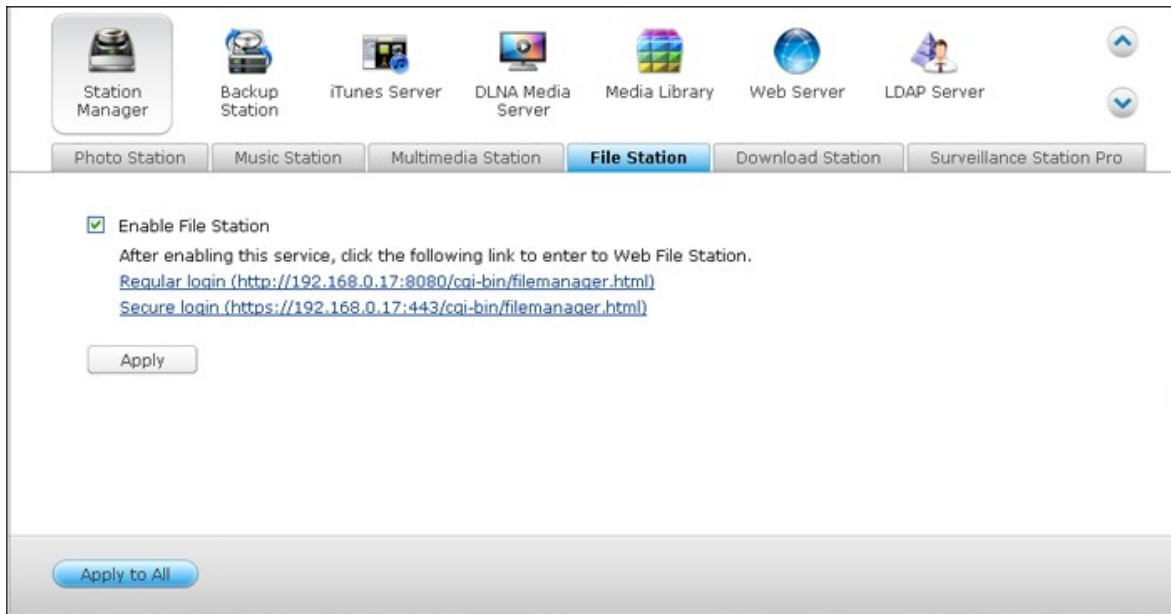 Station Manager
Backup Station
iTunes Server
DLNA Media Server
Media Library
Web Server
LDAP Server
Photo Station
Music Station
Multimedia Station
File Station
Download Station
Surveillance Station Pro
Enable File Station
After enabling this service, click the following link to enter to Web File Station.
Regular login (http://192.168.0.17:8080/cgi-bin/filemanager.html)
Secure login (https://192.168.0.17:443/cgi-bin/filemanager.html)
Apply
Apply to All